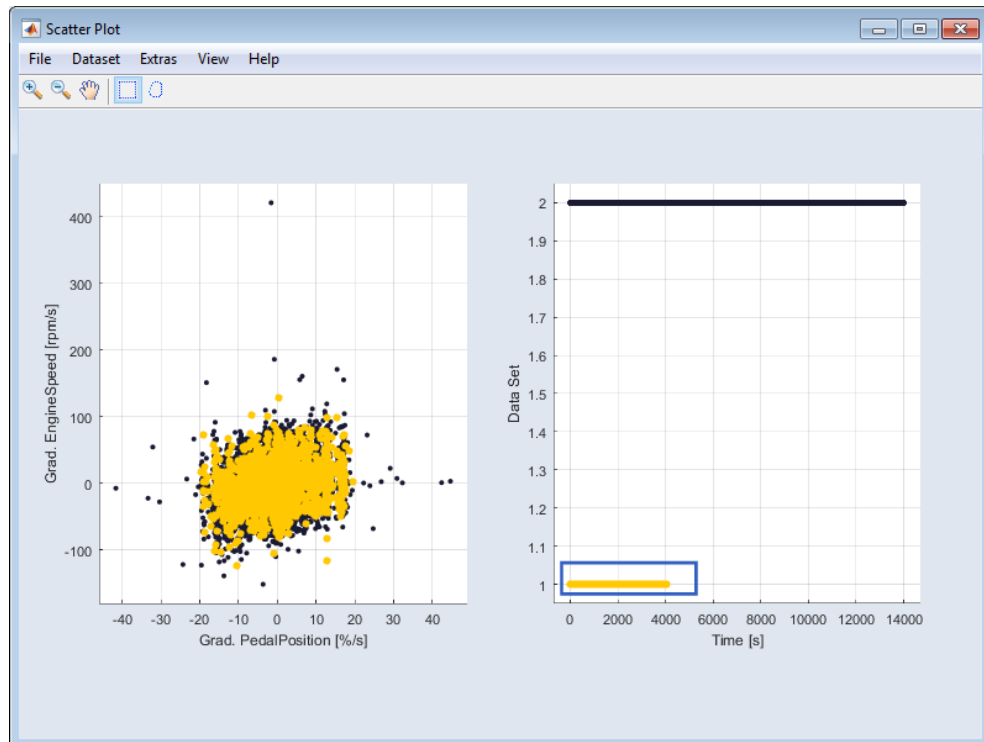 Scatter Plot
File Dataset Extras View Help
400
300
200
100
0
-100
-40 -30 -20 -10 0 10 20 30 40
Grad. EngineSpeed [rpm/s]
Grad. PedalPosition [%/s]
2
1.9
1.8
1.7
1.6
1.5
1.4
1.3
1.2
1.1
1
0 2000 4000 6000 8000 10000 12000 14000
Data Set
Time [s]